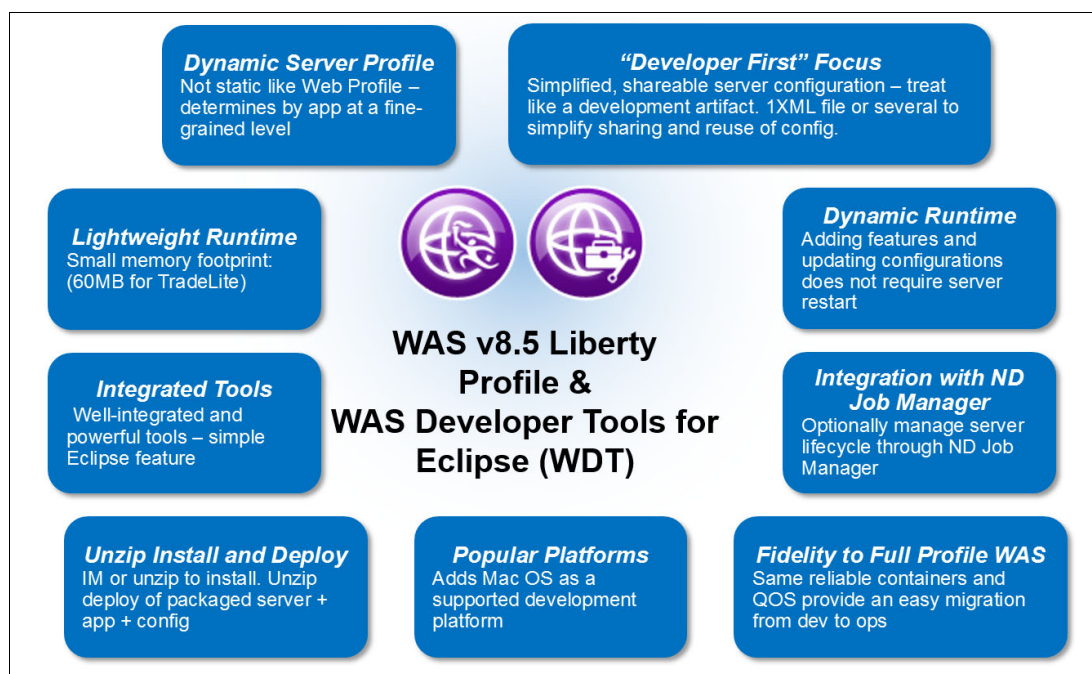 Dynamic Server Profile
Not static like Web Profile –
determines by app at a fine-
grained level
“Developer First” Focus
Simplified, shareable server configuration – treat
like a development artifact. 1XML file or several to
simplify sharing and reuse of config.
Lightweight Runtime
Small memory footprint:
(60MB for TradeLite)
Dynamic Runtime
Adding features and
updating configurations
does not require server
restart
WAS v8.5 Liberty
Profile &
WAS Developer Tools for
Eclipse (WDT)
Integrated Tools
Well-integrated and
powerful tools – simple
Eclipse feature
Integration with ND
Job Manager
Optionally manage server
lifecycle through ND Job
Manager
Unzip Install and Deploy
IM or unzip to install. Unzip
deploy of packaged server +
app + config
Popular Platforms
Adds Mac OS as a
supported development
platform
Fidelity to Full Profile WAS
Same reliable containers and
QOS provide an easy migration
from dev to ops